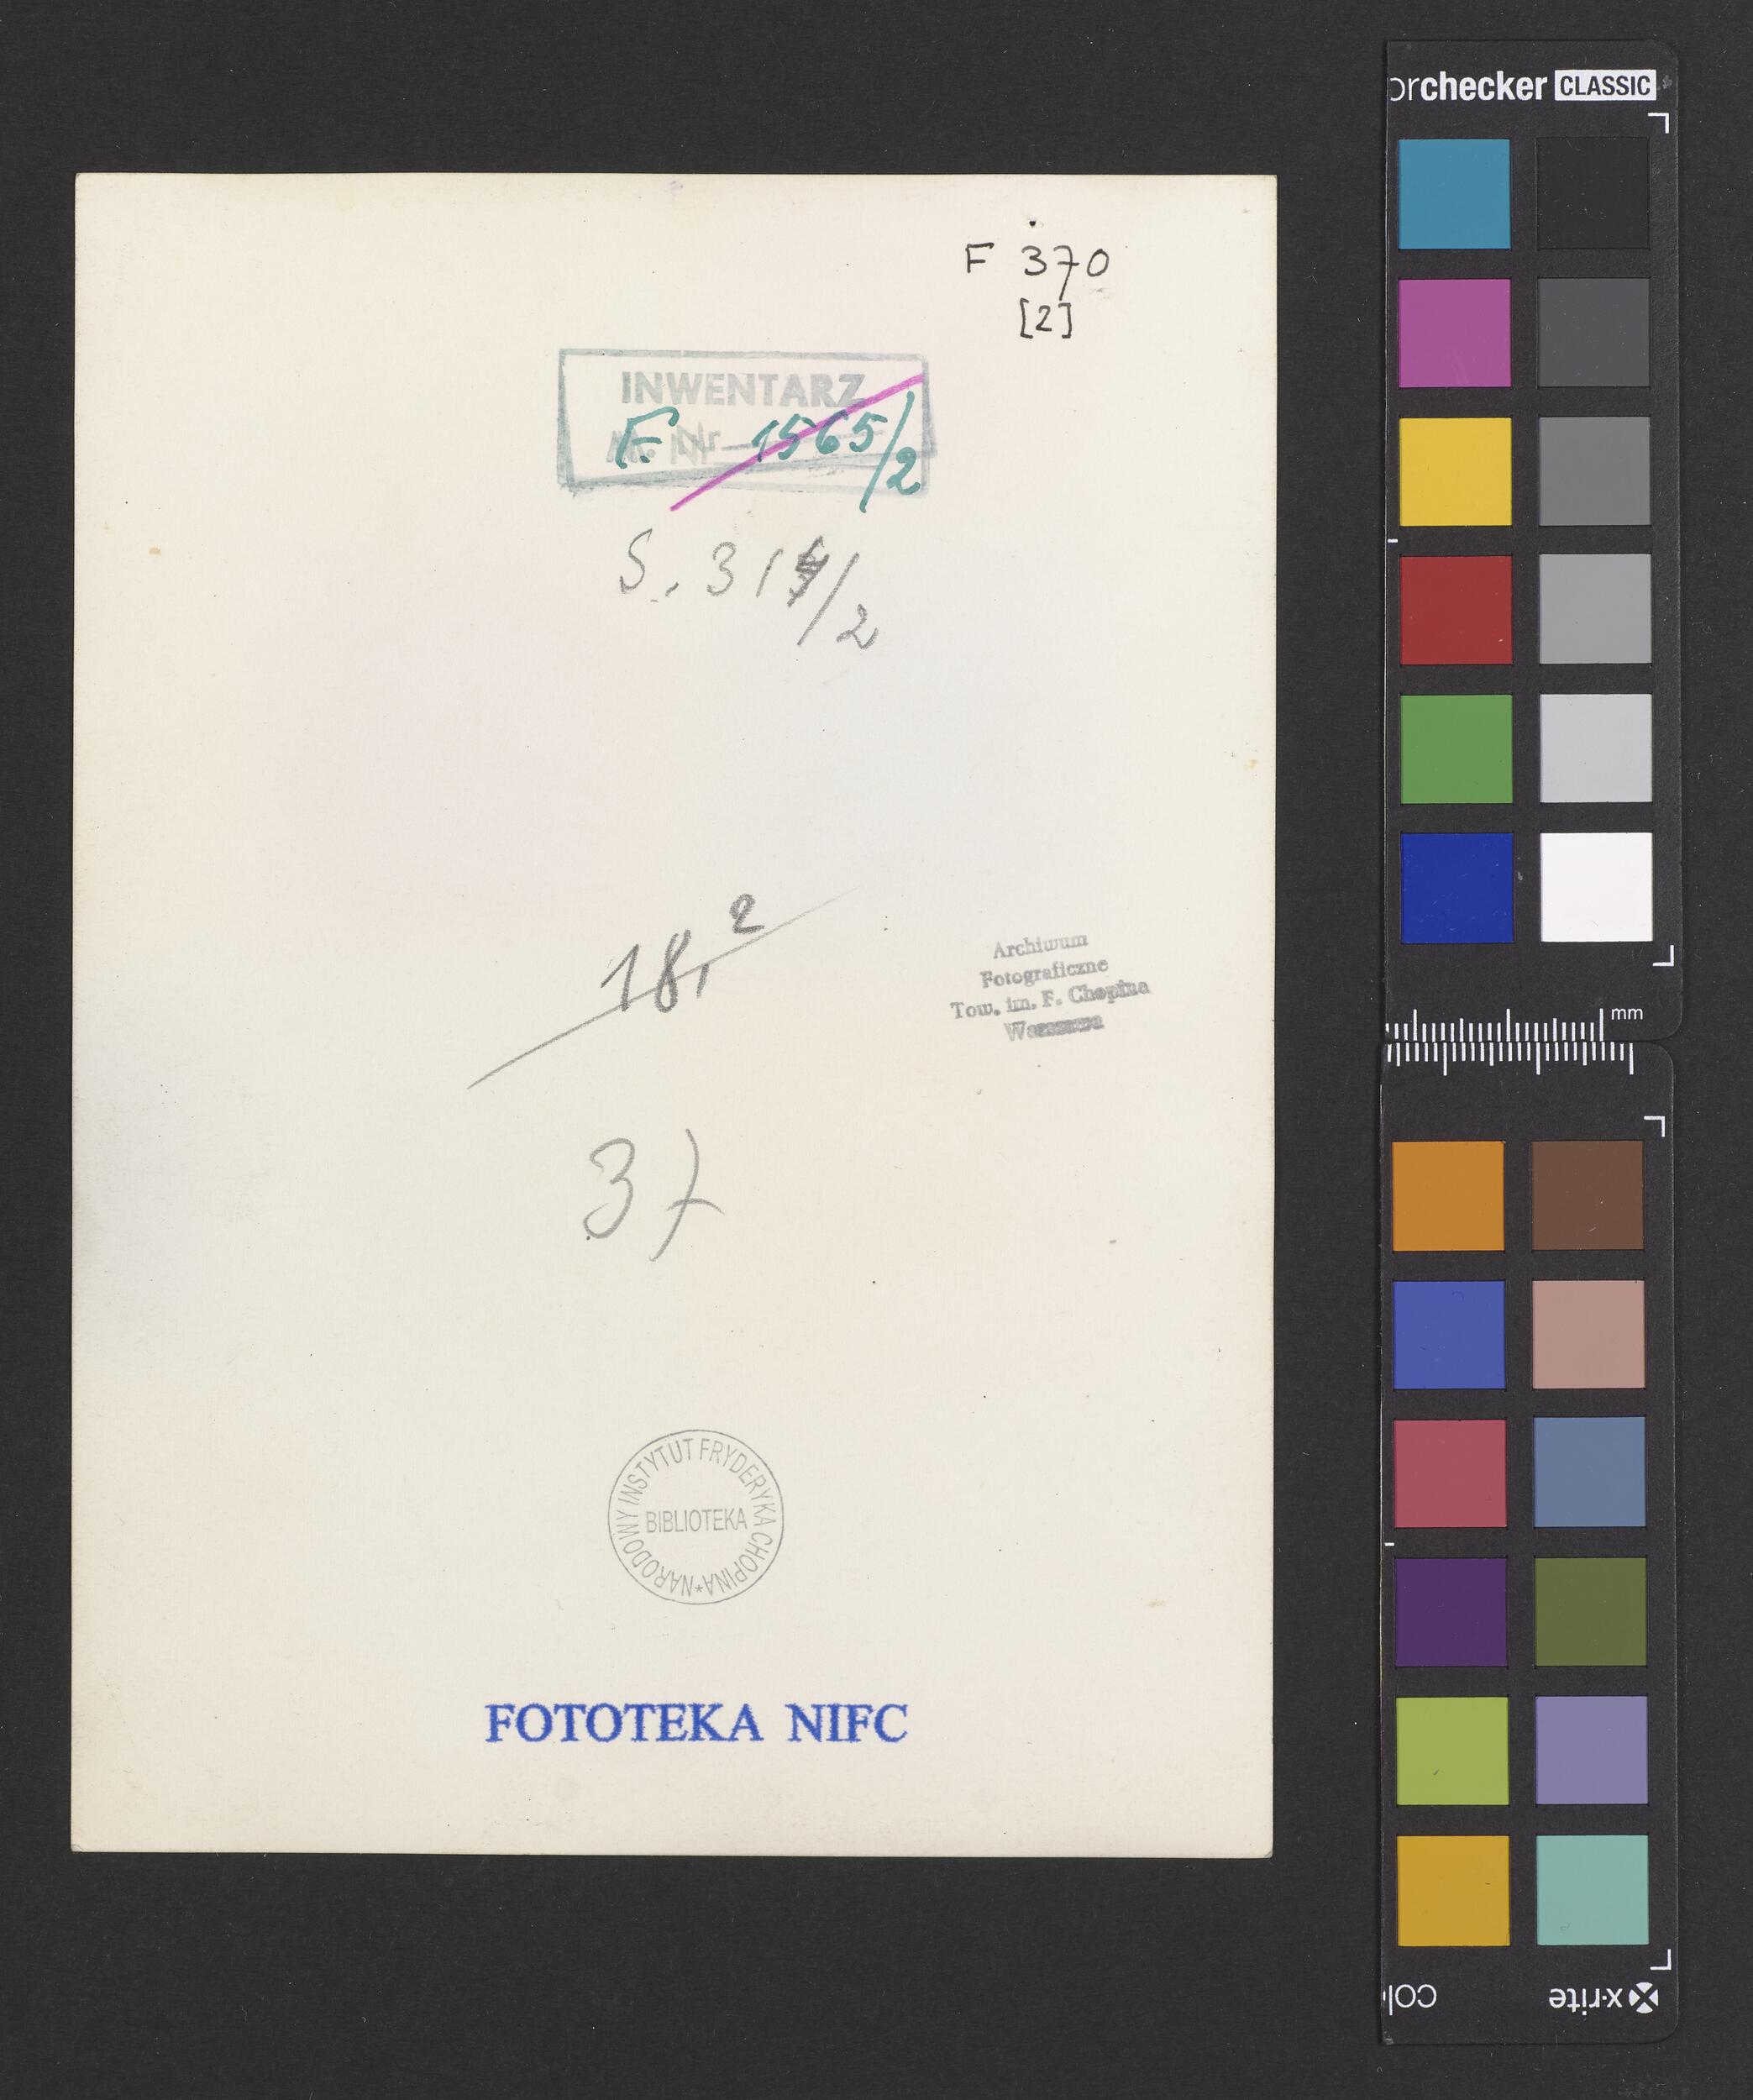 F 370
[2]
INWENTARZ
F. Nr 1565/2
S. 31 /2
18,2
37
Archiwum
Fotograficzne
Tow. im. F. Chopina
Warszawa
NARODOWY INSTYTUT FRYDERYKA CHOPINA*
BIBLIOTEKA
FOTOTEKA NIFC
orchecker CLASSIC
mm
x-rite
col